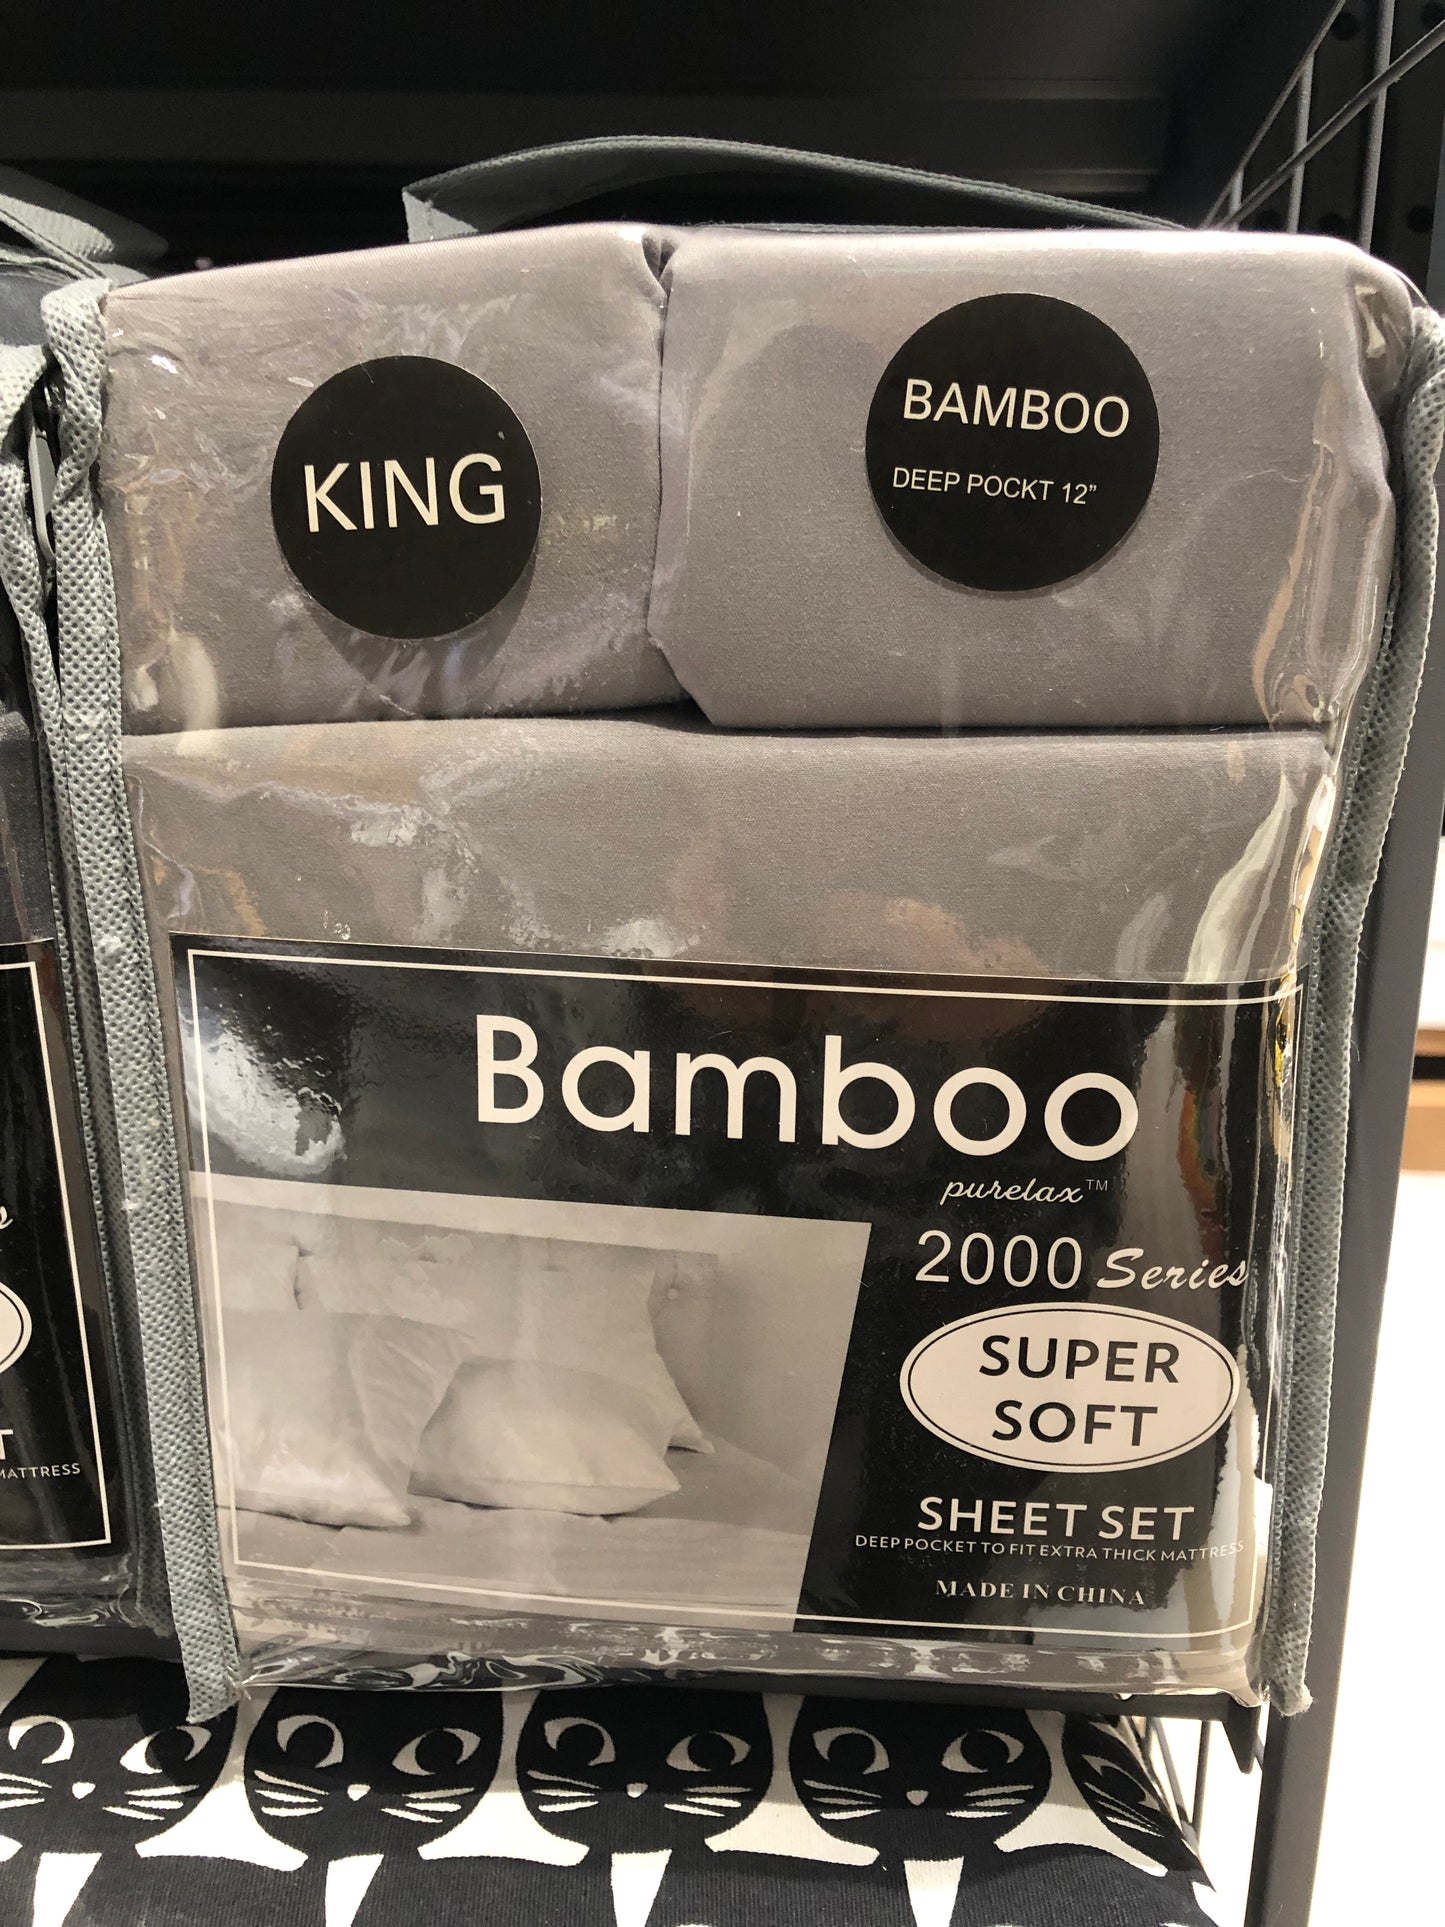 KING
BAMBOO
DEEP POCKT 12”
Bamboo
purelax™
2000 Series
SUPER
SOFT
SHEET SET
DEEP POCKET TO FIT EXTRA THICK MATTRESS
MADE IN CHINA
MATTRESS